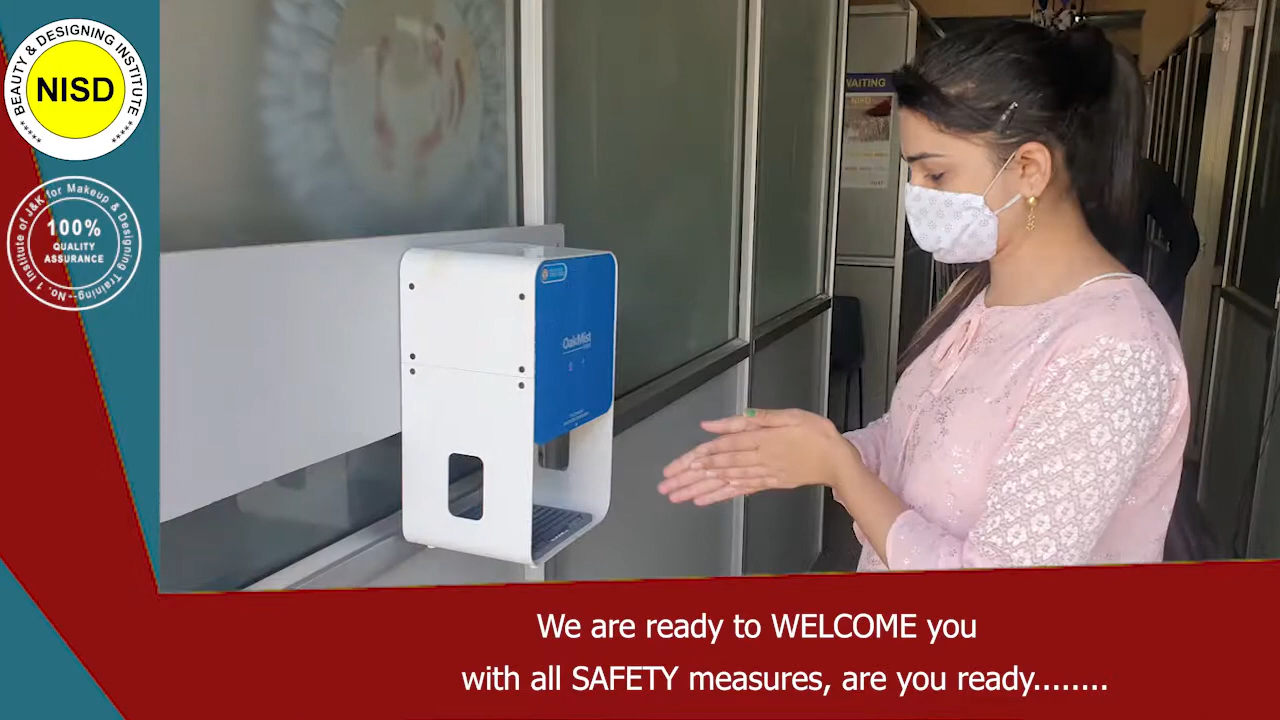 BEAUTY & DESIGNING INSTITUTE
NISD
No. 1 Institute of J&K for Makeup & Designing Training
100%
QUALITY
ASSURANCE
WAITING
NISD
OakMist
We are ready to WELCOME you
with all SAFETY measures, are you ready........